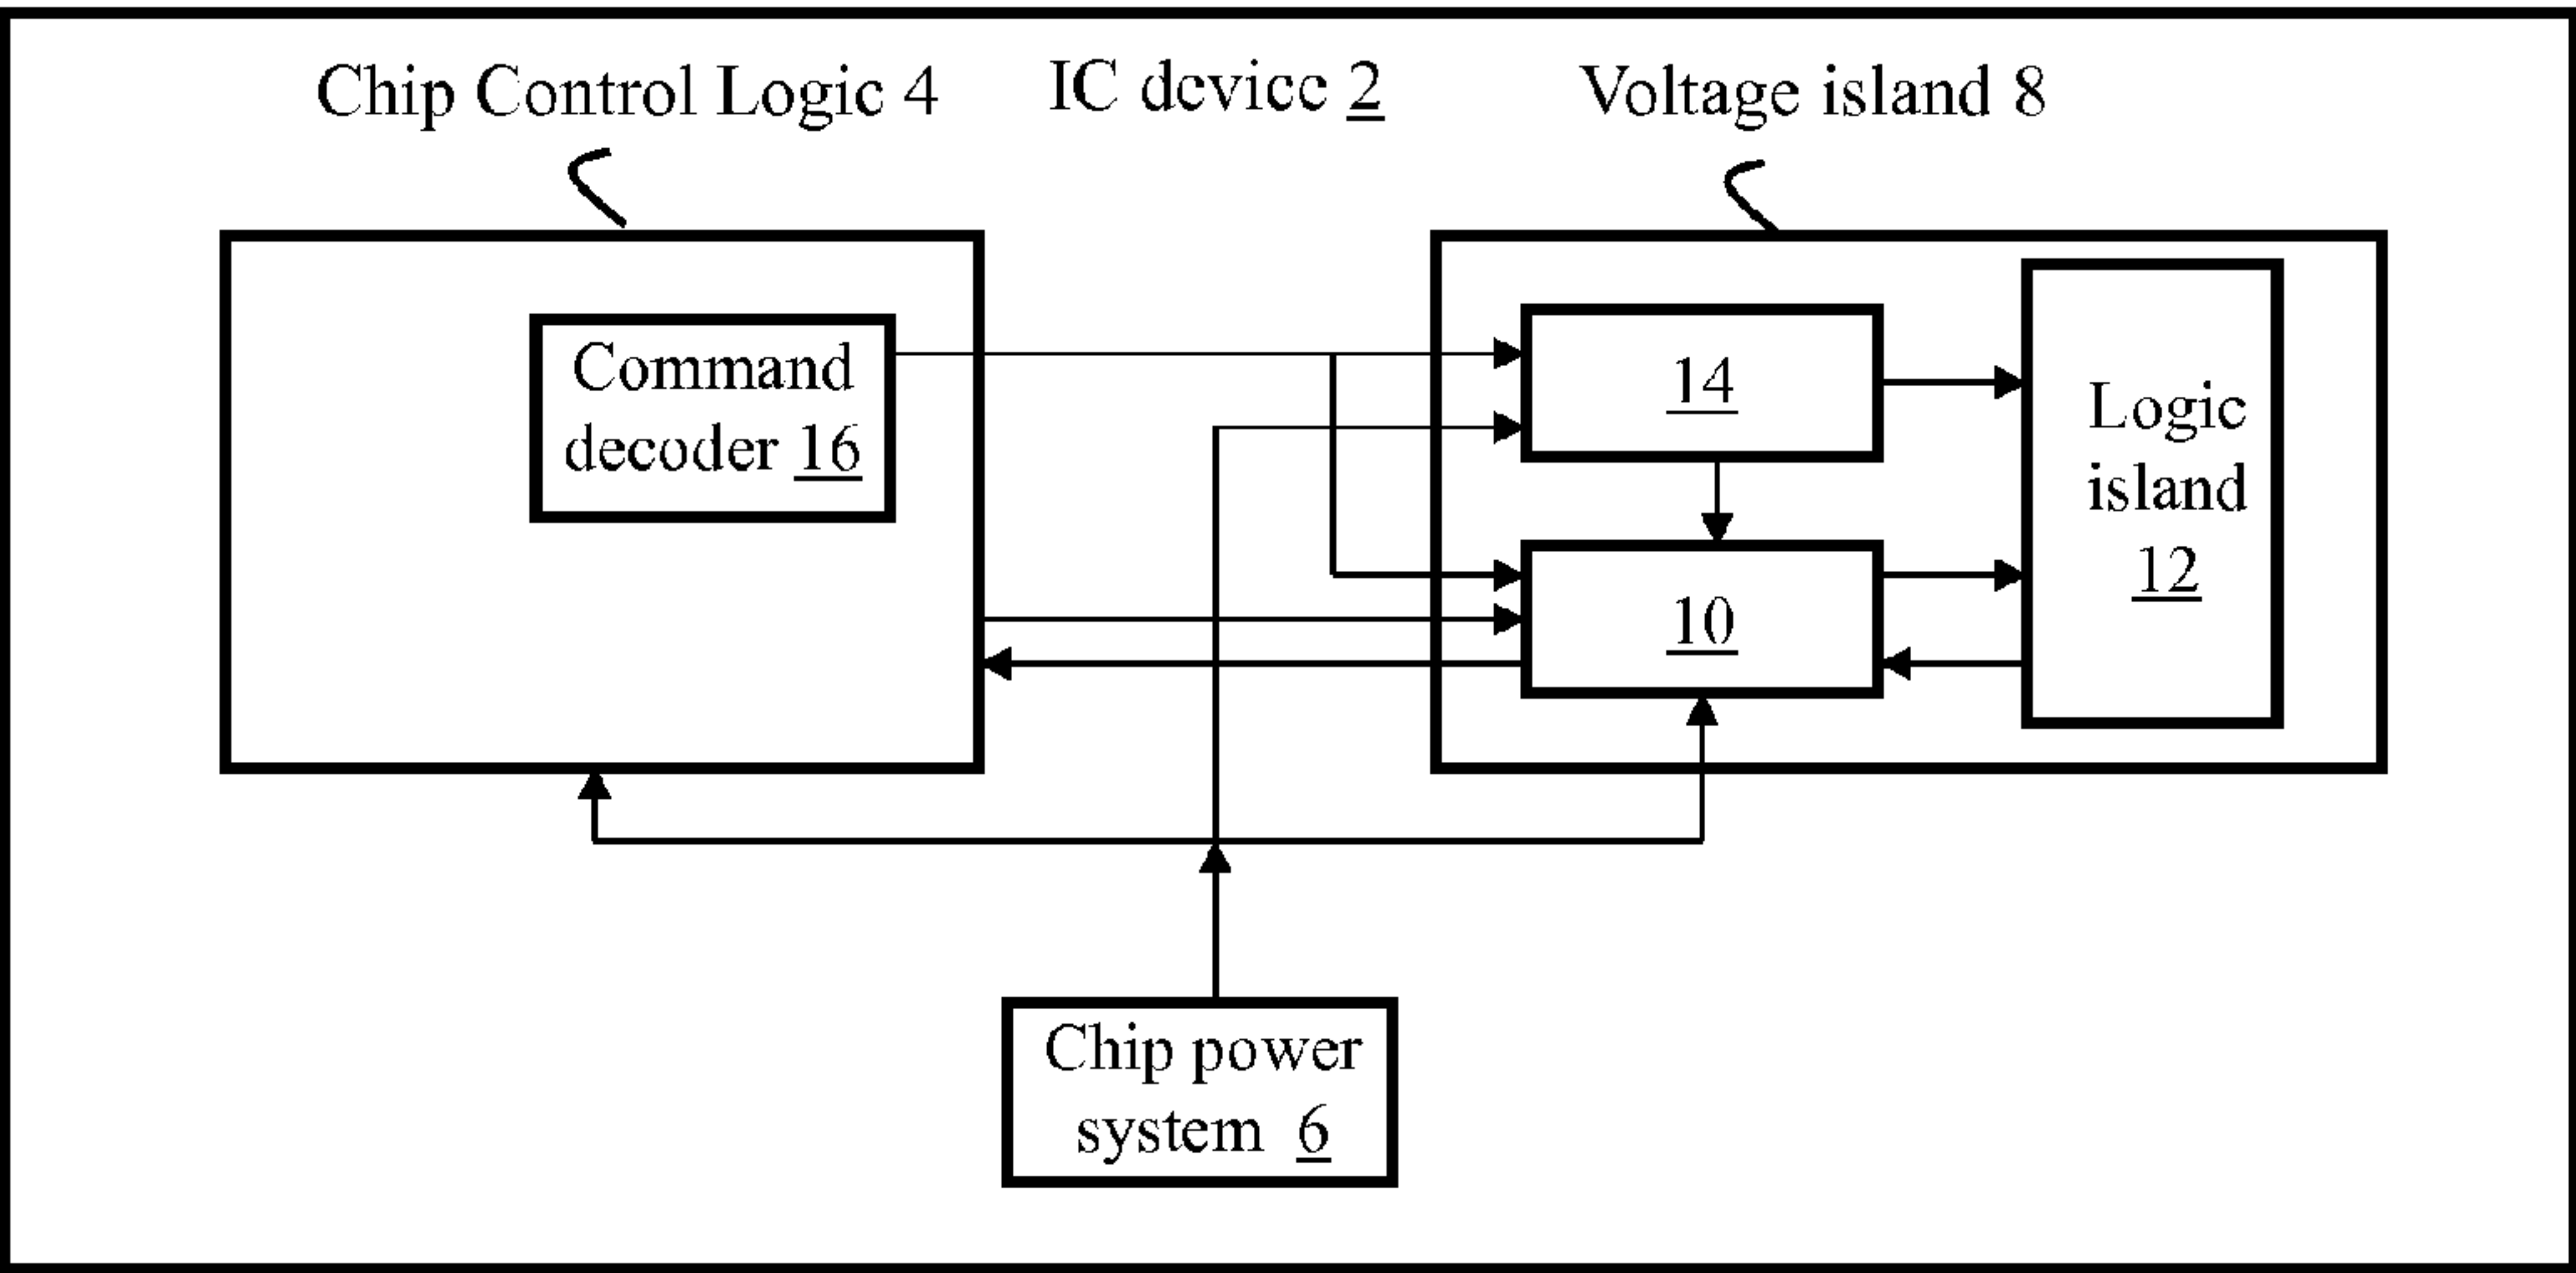 Chip Control Logic 4
IC device 2
Voltage island 8
Command
decoder 16
14
10
Logic
island
12
Chip power
system 6